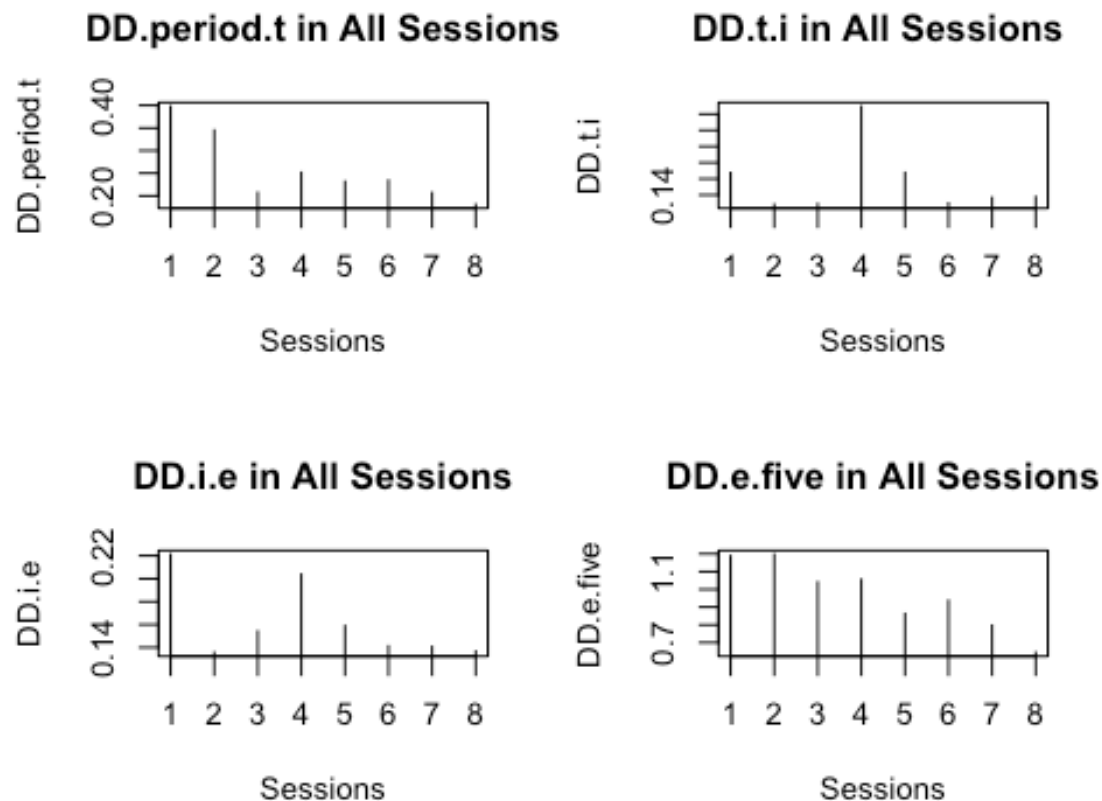 DD.period.t in All Sessions
DD.period.t
0.40
0.20
1 2 3 4 5 6 7 8
Sessions
DD.t.i in All Sessions
DD.t.i
0.14
1 2 3 4 5 6 7 8
Sessions
DD.i.e in All Sessions
DD.i.e
0.22
0.14
1 2 3 4 5 6 7 8
Sessions
DD.e.five in All Sessions
DD.e.five
1.1
0.7
1 2 3 4 5 6 7 8
Sessions